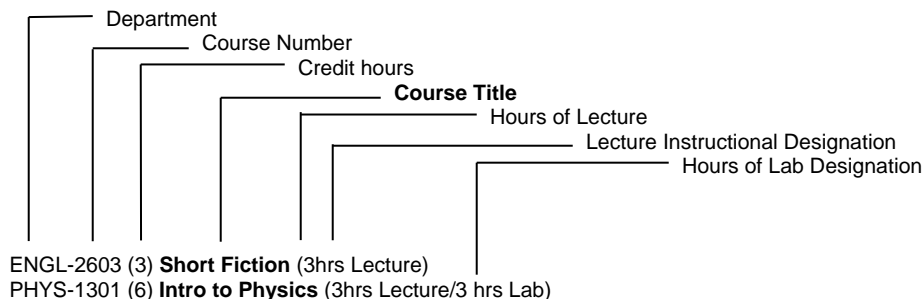 Department
Course Number
Credit hours
Course Title
Hours of Lecture
Lecture Instructional Designation
Hours of Lab Designation
ENGL-2603 (3) Short Fiction (3hrs Lecture)
PHYS-1301 (6) Intro to Physics (3hrs Lecture/3 hrs Lab)